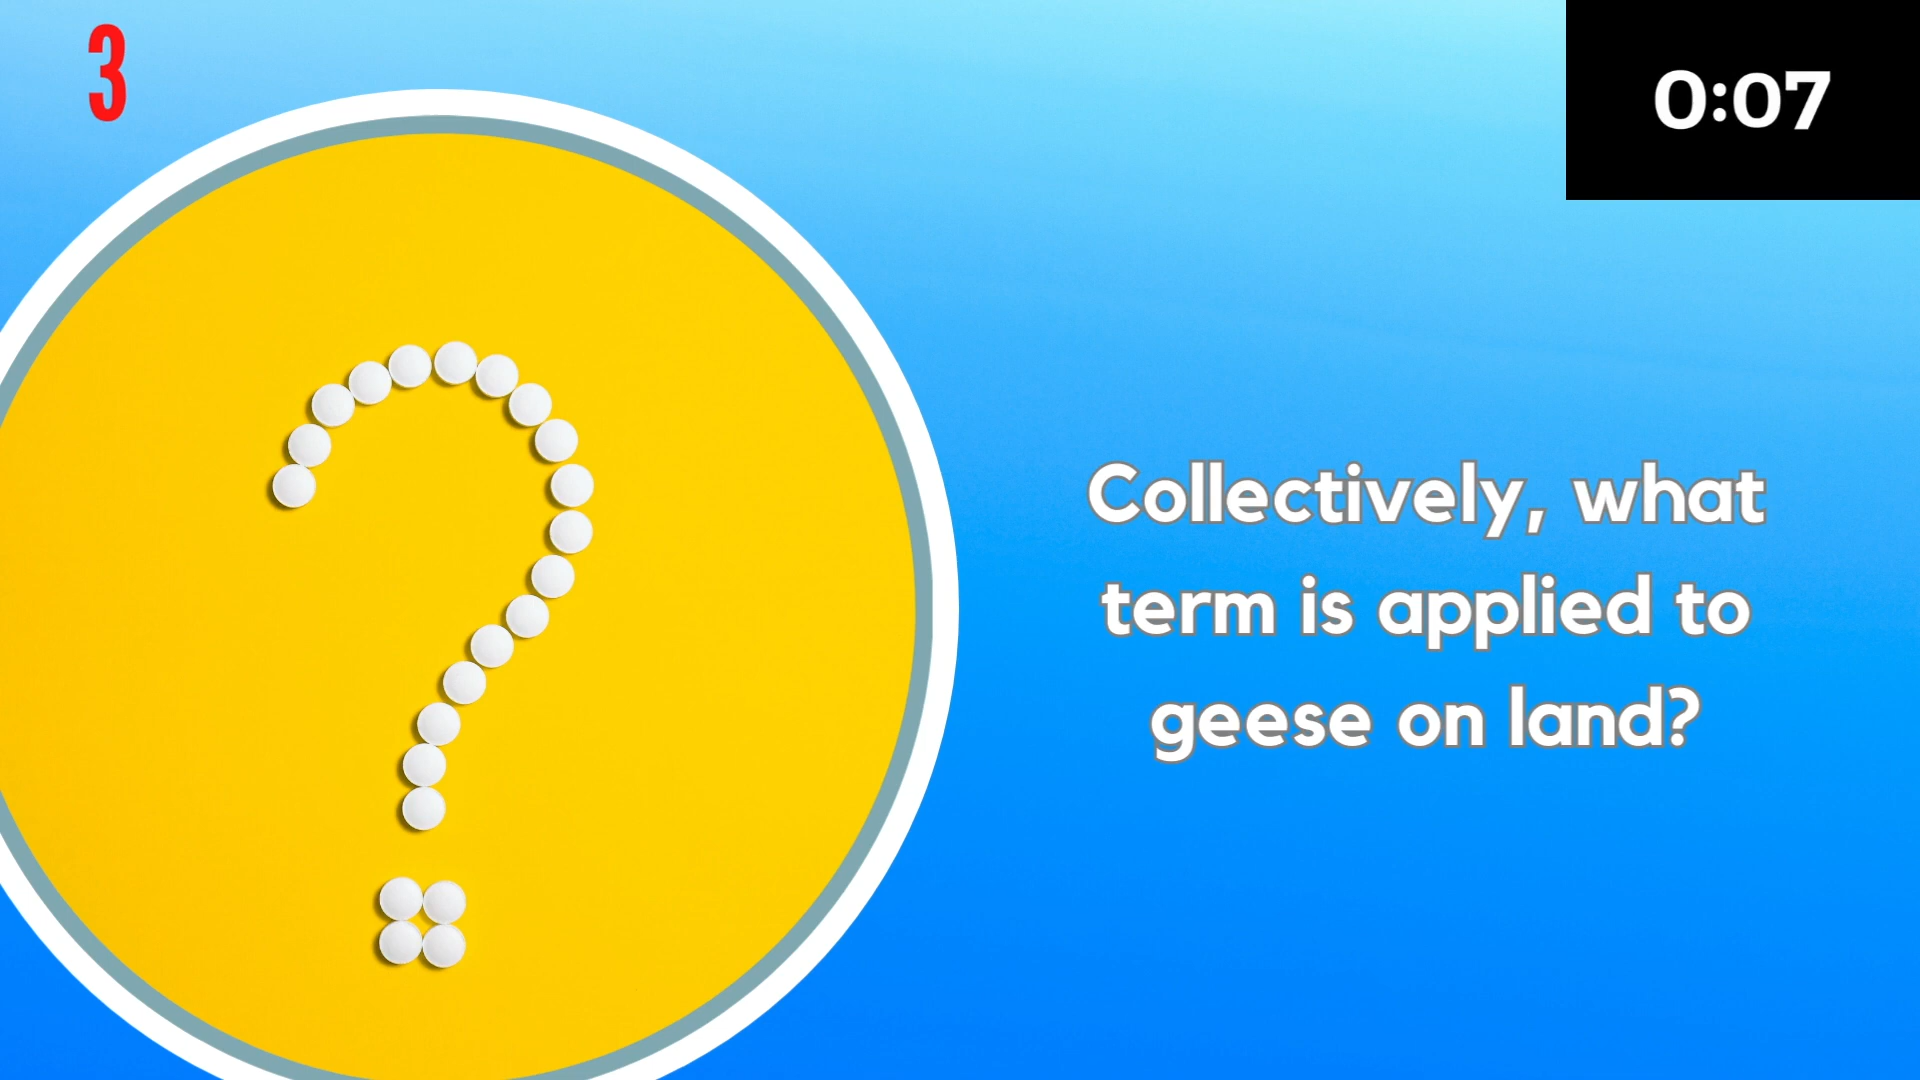 3
0:07
Collectively, what
term is applied to
geese on land?